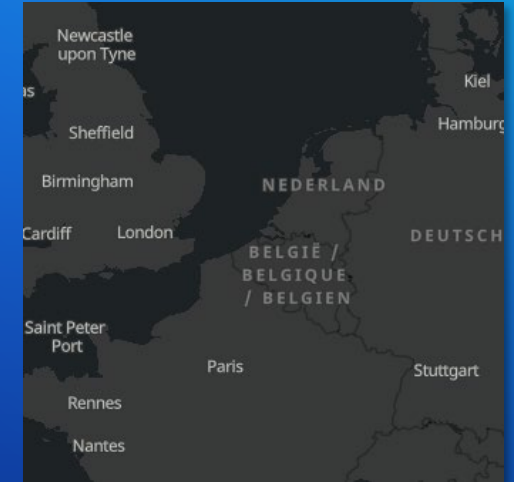 Newcastle
upon Tyne
Kiel
as
Hamburg
Sheffield
Birmingham
NEDERLAND
Cardiff
London
DEUTSCH
BELGIË /
BELGIQUE
/ BELGIEN
Saint Peter
Port
Paris
Stuttgart
Rennes
Nantes